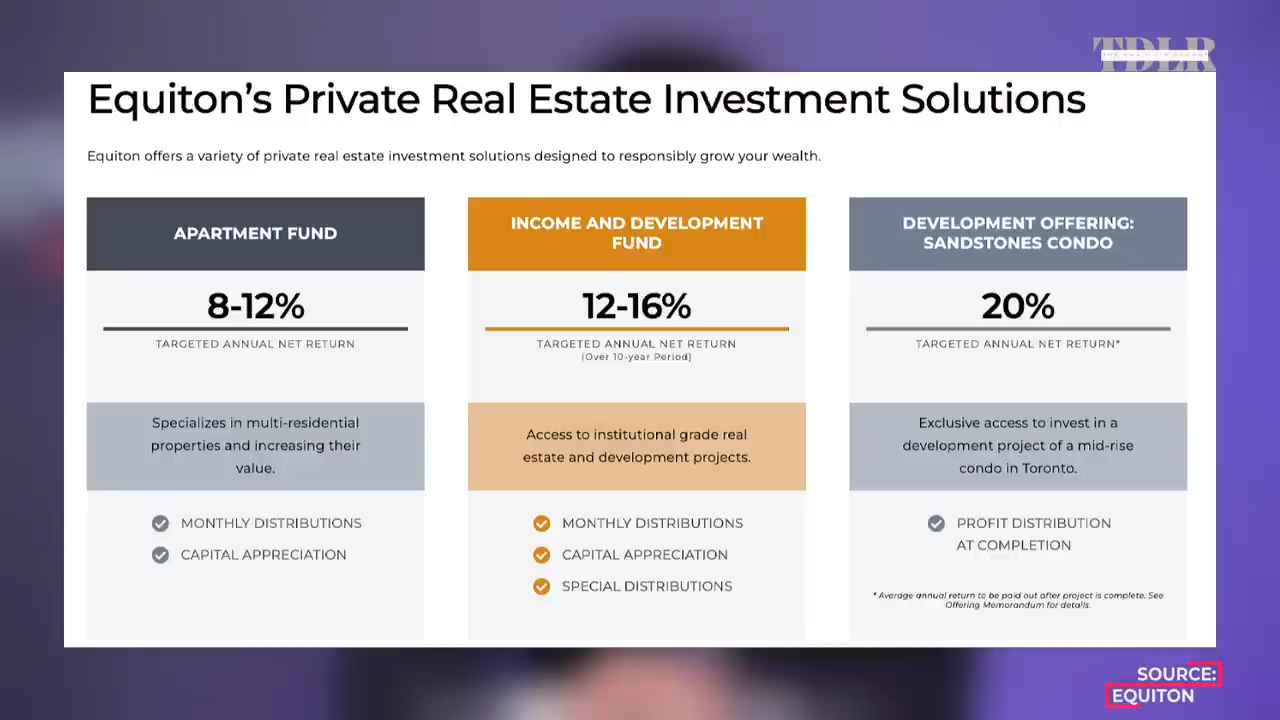 TDLR
Equiton's Private Real Estate Investment Solutions
Equiton offers a variety of private real estate investment solutions designed to responsibly grow your wealth.
APARTMENT FUND
8-12%
TARGETED ANNUAL NET RETURN
Specializes in multi-residential
properties and increasing their
value.
MONTHLY DISTRIBUTIONS
CAPITAL APPRECIATION
INCOME AND DEVELOPMENT
FUND
12-16%
TARGETED ANNUAL NET RETURN
(Over 10-year Period)
Access to institutional grade real
estate and development projects.
MONTHLY DISTRIBUTIONS
CAPITAL APPRECIATION
SPECIAL DISTRIBUTIONS
DEVELOPMENT OFFERING:
SANDSTONES CONDO
20%
TARGETED ANNUAL NET RETURN*
Exclusive access to invest in a
development project of a mid-rise
condo in Toronto.
PROFIT DISTRIBUTION
AT COMPLETION
* Average annual return to be paid out after project is complete. See
Offering Memorandum for details.
SOURCE:
EQUITON